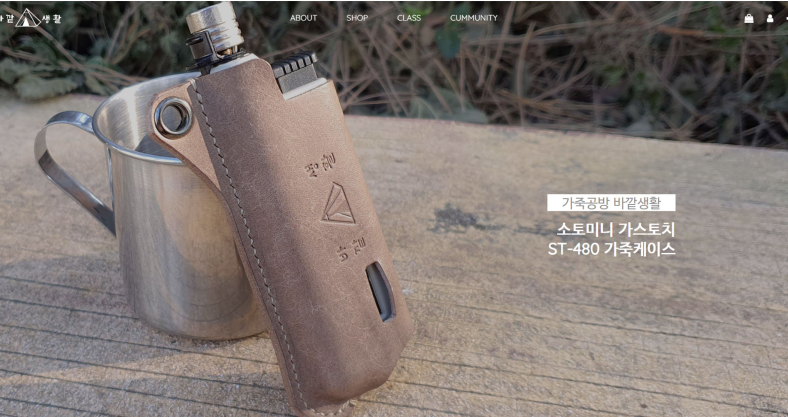 깥 생활
ABOUT
SHOP
CLASS
CUMMUNITY
가죽공방 바깥생활
소토미니 가스토치
ST-480 가죽케이스